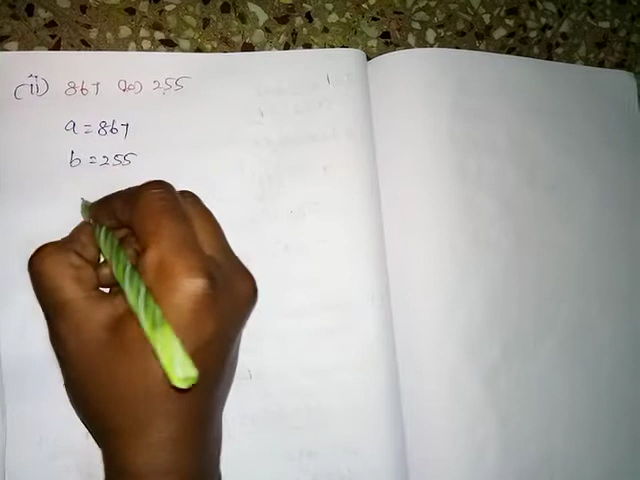 (ii) 867 255
a = 867
b = 255